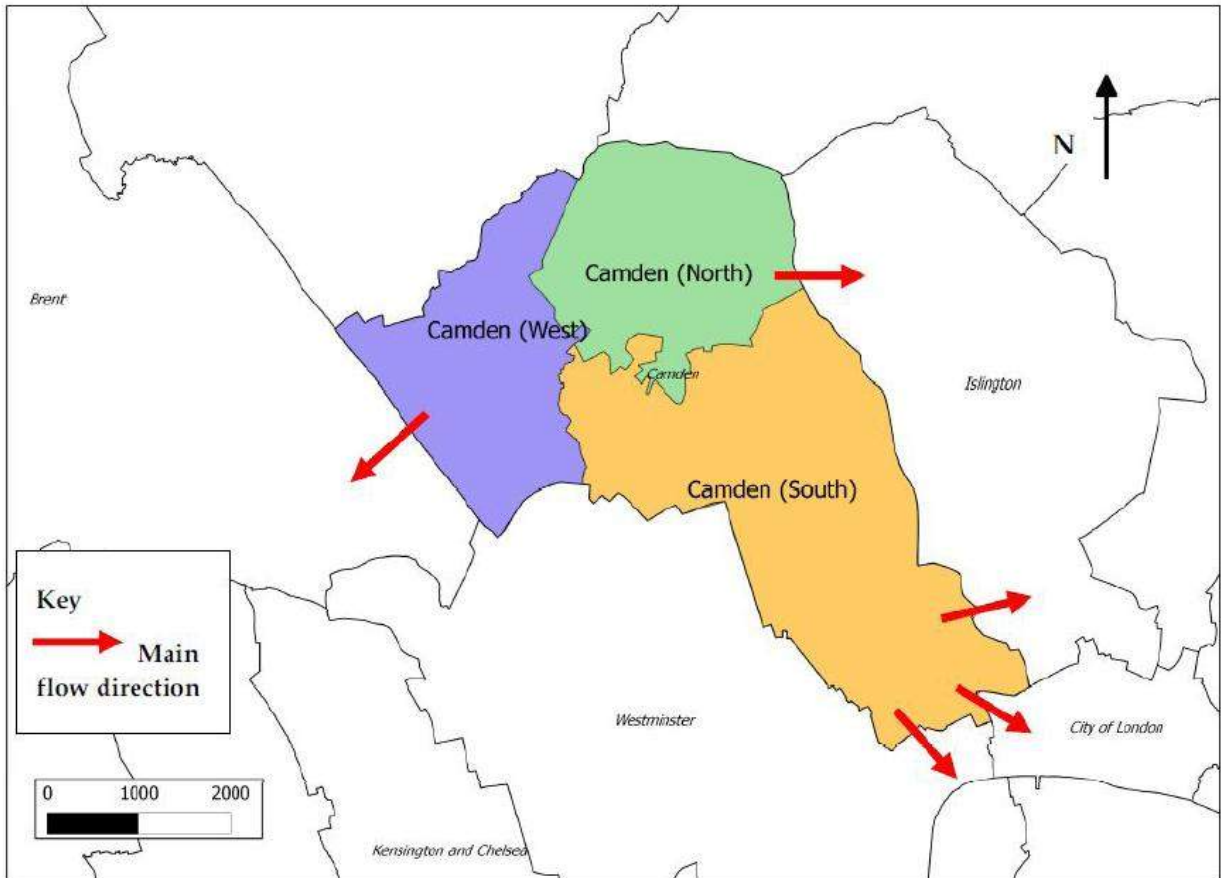 N
Camden (North)
Brent
Camden (West)
Camden
Islington
Camden (South)
Key
Main
flow direction
Westminster
City of London
0 1000 2000
Kensington and Chelsea